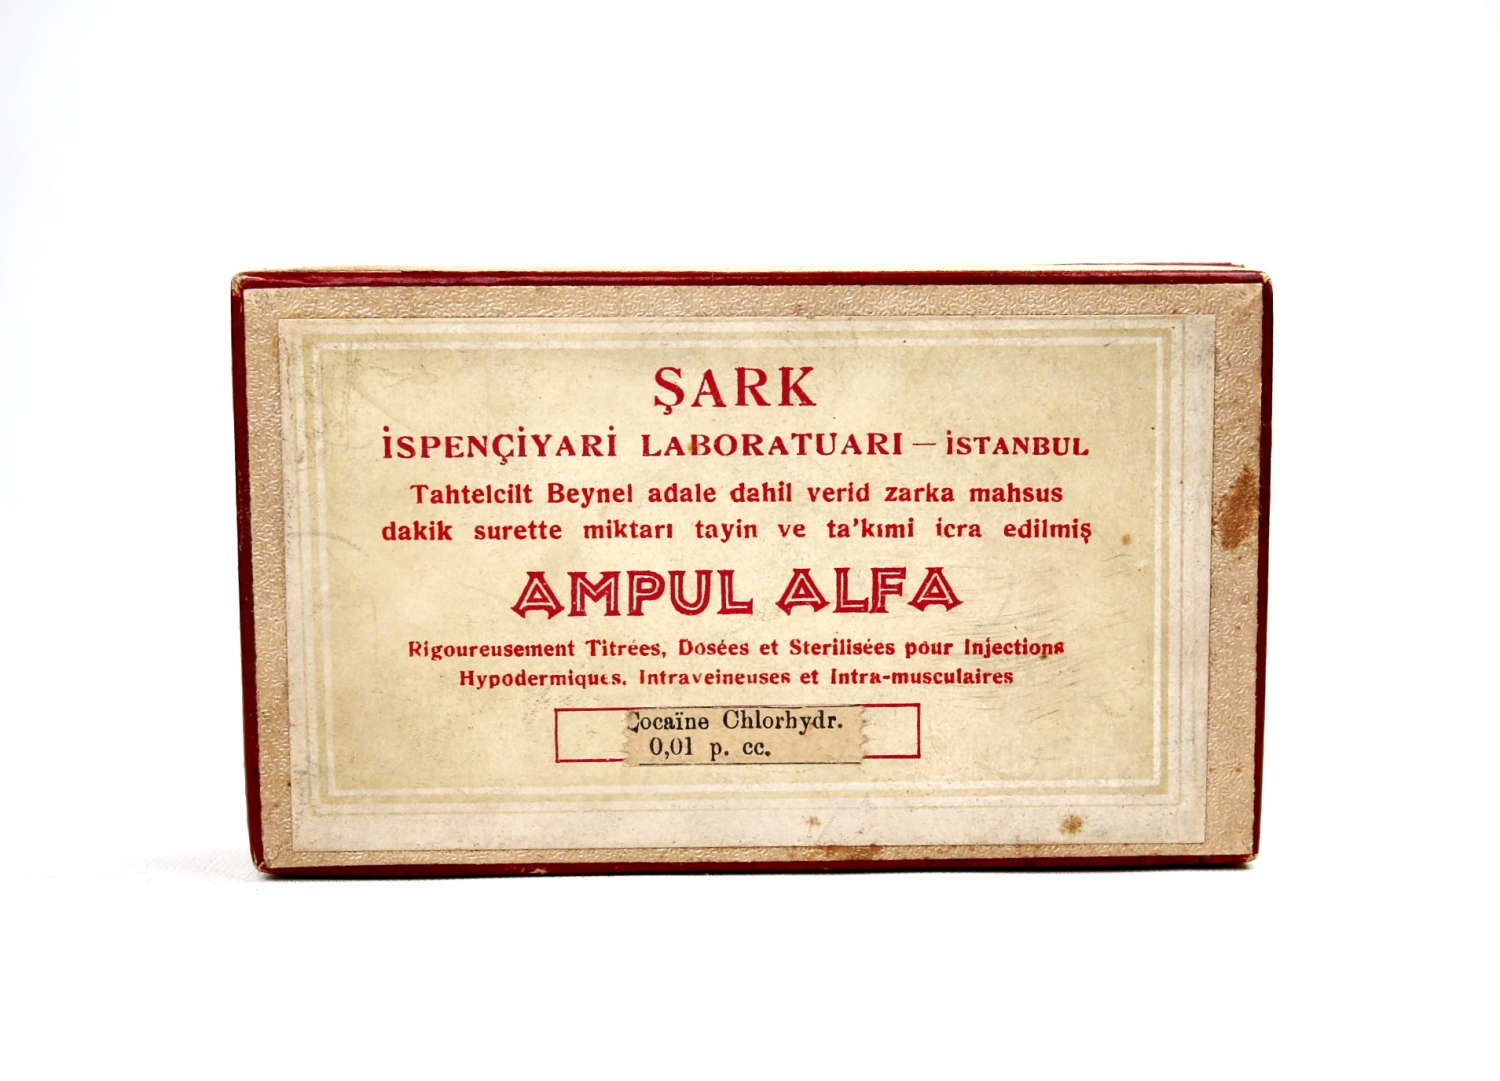 ŞARK
İSPENÇİYARİ LABORATUARI — İSTANBUL
Tahtelcilt Beynel adale dahil verid zarka mahsus
dakik surette miktarı tayin ve ta'kımi icra edilmiş
AMPUL ALFA
Rigoureusement Titrées, Dosées et Sterilisées pour Injections
Hypodermiques, Intraveineuses et Intra-musculaires
Cocaïne Chlorhydr.
0,01 p. cc.